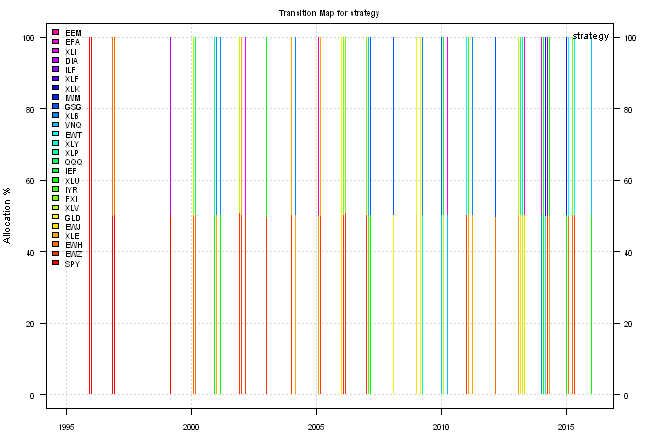 Transition Map for strategy
strategy
100
80
60
40
20
0
Allocation %
EEM
EFA
XLI
DIA
ILF
XLF
XLK
IWM
GSG
XLB
VNQ
EWT
XLY
XLP
QQQ
IEF
XLU
IYR
FXI
XLV
GLD
EWJ
XLE
EWH
EWZ
SPY
100
80
60
40
20
0
1995
2000
2005
2010
2015